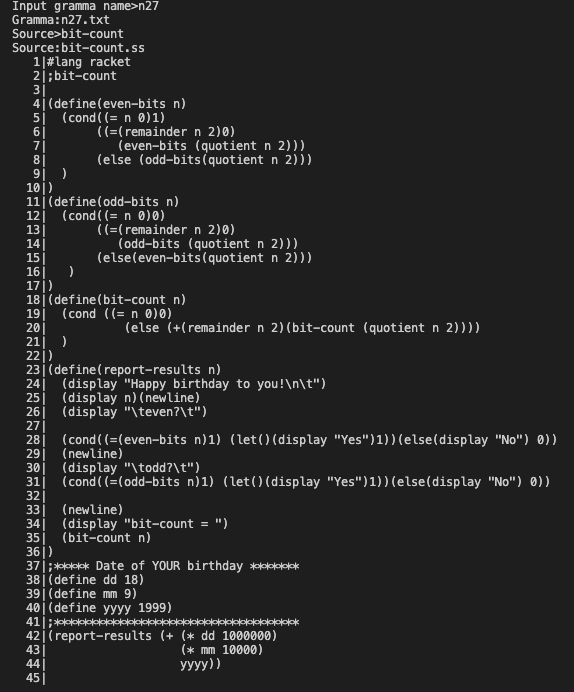 Input gramma name>n27
Gramma:n27.txt
Source>bit-count
Source:bit-count.ss
   1|#lang racket
   2|;bit-count
   3|
   4|(define(even-bits n)
   5|  (cond((= n 0)1)
   6|       ((=(remainder n 2)0)
   7|          (even-bits (quotient n 2)))
   8|       (else (odd-bits(quotient n 2)))
   9|  )
  10|)
  11|(define(odd-bits n)
  12|  (cond((= n 0)0)
  13|       ((=(remainder n 2)0)
  14|          (odd-bits (quotient n 2)))
  15|       (else(even-bits(quotient n 2)))
  16|   )
  17|)
  18|(define(bit-count n)
  19|  (cond ((= n 0)0)
  20|           (else (+(remainder n 2)(bit-count (quotient n 2))))
  21|  )
  22|)
  23|(define(report-results n)
  24|  (display "Happy birthday to you!\n\t")
  25|  (display n)(newline)
  26|  (display "\teven?\t")
  27|
  28|  (cond((=(even-bits n)1) (let()(display "Yes")1))(else(display "No") 0))
  29|  (newline)
  30|  (display "\todd?\t")
  31|  (cond((=(odd-bits n)1) (let()(display "Yes")1))(else(display "No") 0))
  32|
  33|  (newline)
  34|  (display "bit-count = ")
  35|  (bit-count n)
  36|)
  37|;***** Date of YOUR birthday *******
  38|(define dd 18)
  39|(define mm 9)
  40|(define yyyy 1999)
  41|;***********************************
  42|(report-results (+ (* dd 1000000)
  43|                   (* mm 10000)
  44|                   yyyy))
  45|